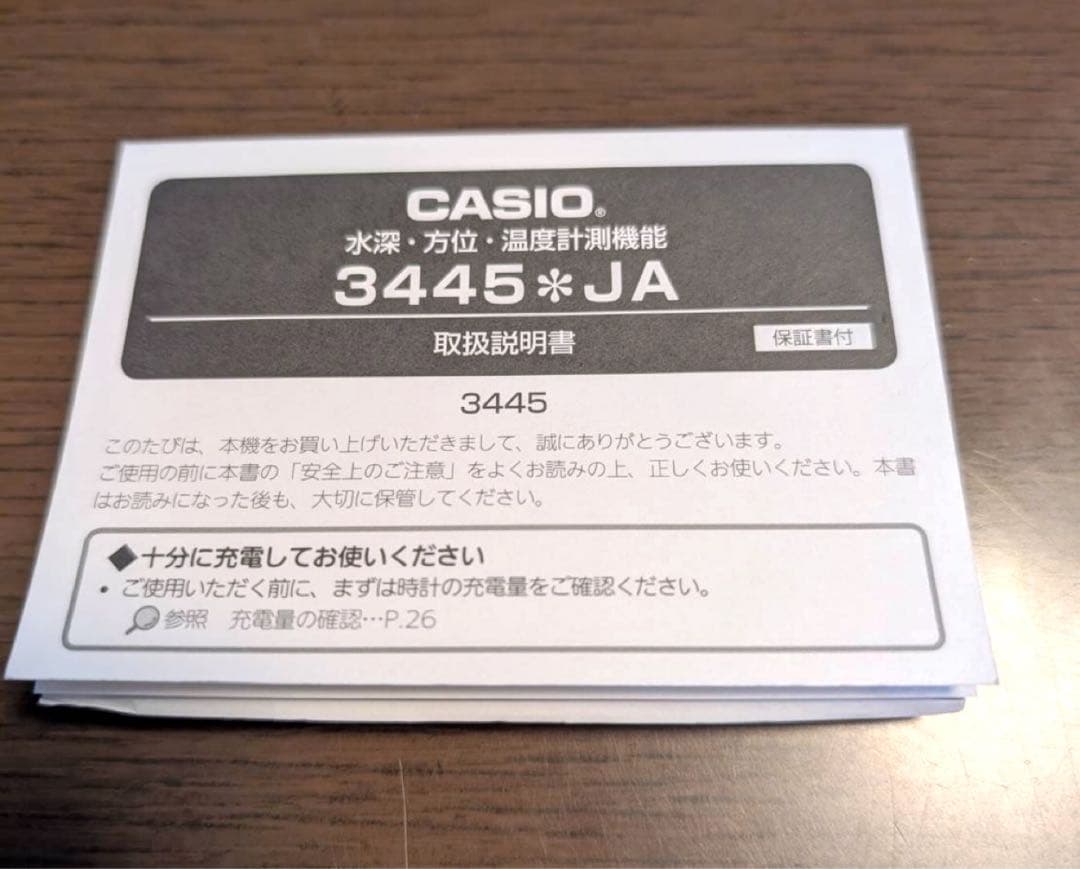 CASIO®
水深・方位・温度計測機能
3445＊JA
取扱説明書
保証書付
3445
このたびは、本機をお買い上げいただきまして、誠にありがとうございます。
ご使用の前に本書の「安全上のご注意」をよくお読みの上、正しくお使いください。本書
はお読みになった後も、大切に保管してください。
◆十分に充電してお使いください
• ご使用いただく前に、まずは時計の充電量をご確認ください。
参照 充電量の確認…P.26